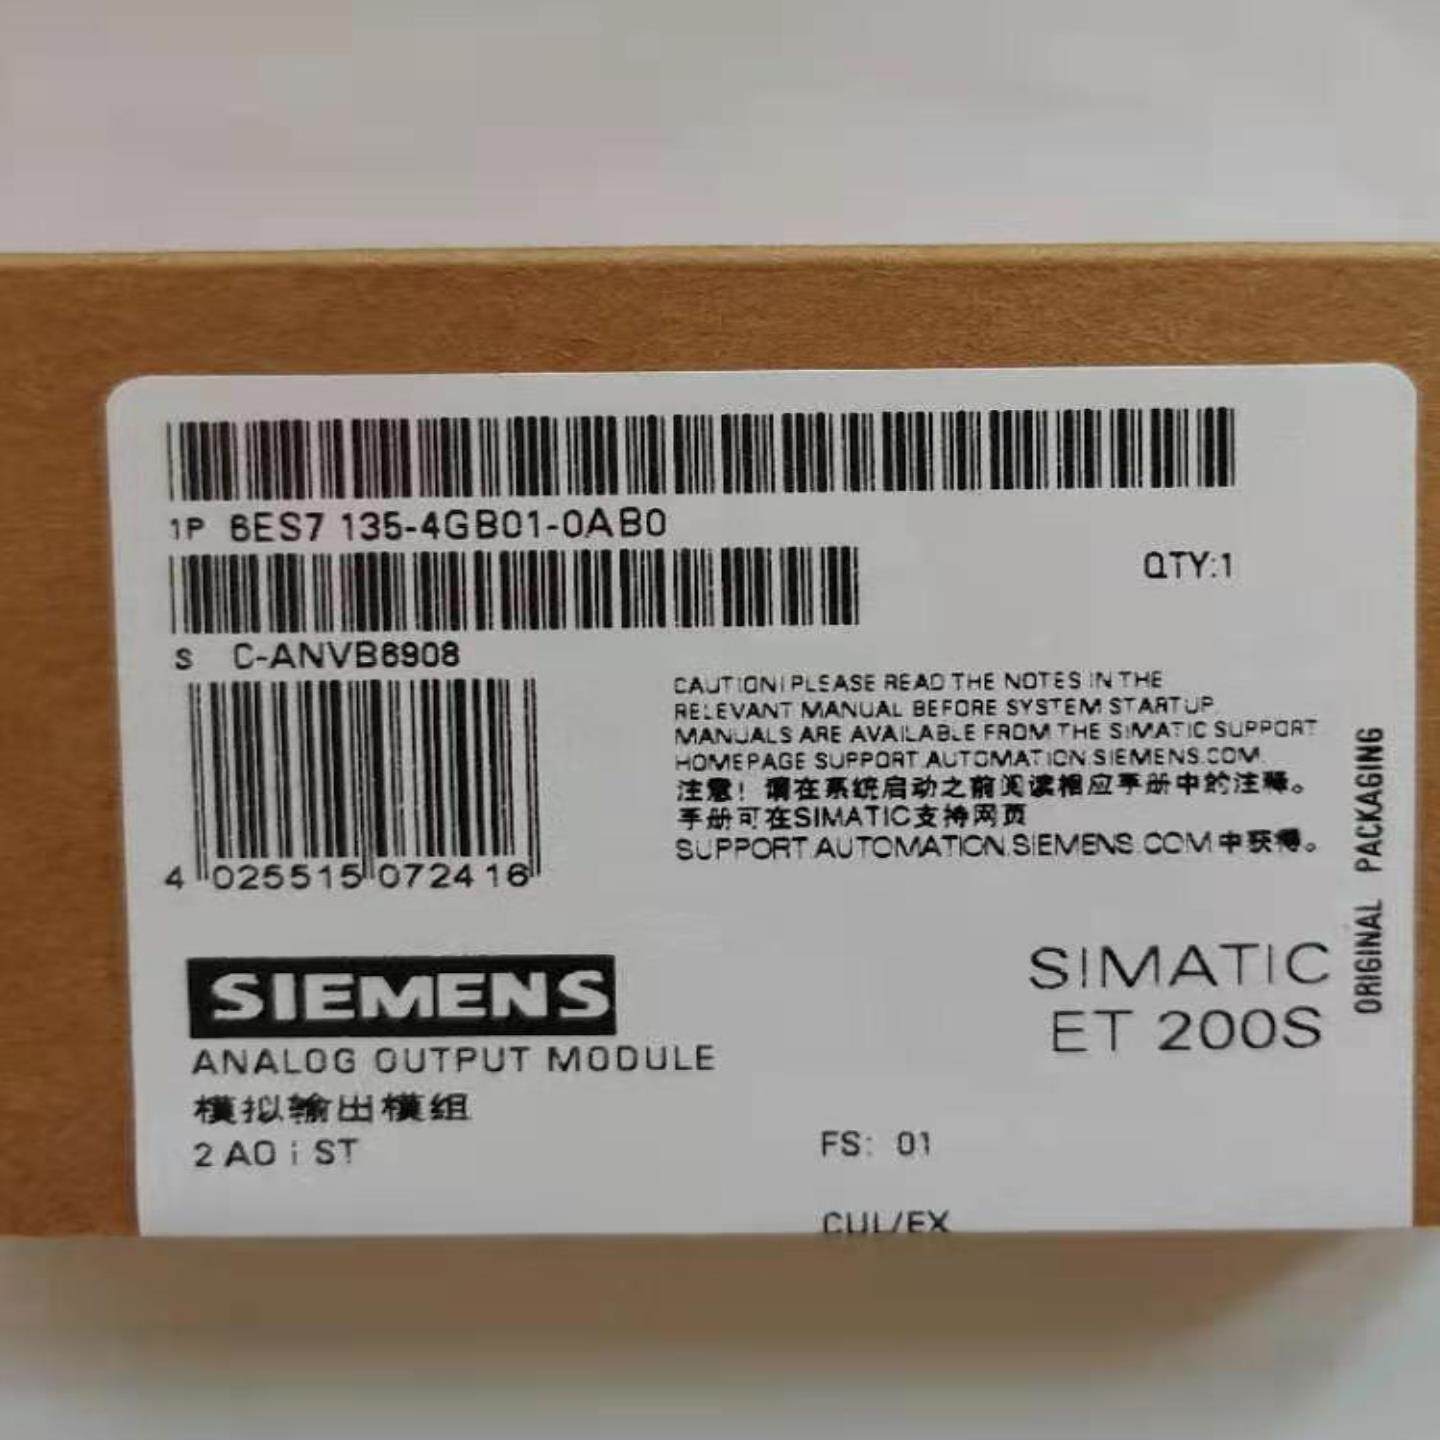 1P 6ES7 135-4GB01-0AB0
QTY:1
S C-ANVB6908
CAUTION! PLEASE READ THE NOTES IN THE
RELEVANT MANUAL BEFORE SYSTEM STARTUP.
MANUALS ARE AVAILABLE FROM THE SIMATIC SUPPORT
HOMEPAGE SUPPORT.AUTOMATION.SIEMENS.COM.
注意！请在系统启动之前阅读相应手册中的注释。
手册可在SIMATIC支持网页
SUPPORT.AUTOMATION.SIEMENS.COM中获得。
4 025515 072416
ORIGINAL PACKAGING
SIEMENS
SIMATIC
ET 200S
ANALOG OUTPUT MODULE
模拟输出模组
2 AO i ST
FS: 01
CUL/EX